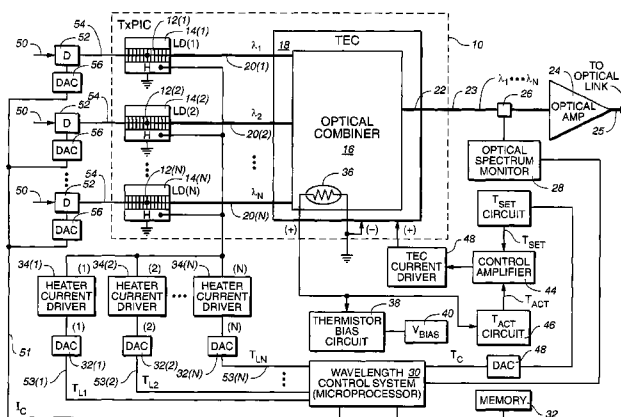 TxPIC
12(1)
14(1)
LD(1)
H
λ1
20(1)
50
52
D
54
DAC
56
TEC
18
10
12(2)
14(2)
LD(2)
H
λ2
20(2)
50
52
D
54
DAC
56
OPTICAL
COMBINER
16
22
23
λ1•••λN
24
TO
OPTICAL
LINK
OPTICAL
AMP
26
25
OPTICAL
SPECTRUM
MONITOR
28
12(N)
14(N)
LD(N)
H
λN
20(N)
50
52
D
54
DAC
56
36
(+)
(–)
(+)
TSET
CIRCUIT
TSET
48
TEC
CURRENT
DRIVER
CONTROL
AMPLIFIER
44
TACT
TACT
CIRCUIT
46
34(1)
34(2)
34(N)
(1)
(2)
(N)
HEATER
CURRENT
DRIVER
HEATER
CURRENT
DRIVER
HEATER
CURRENT
DRIVER
THERMISTOR
BIAS
CIRCUIT
38
40
VBIAS
(1)
(2)
(N)
DAC
32(1)
DAC
32(2)
DAC
32(N)
51
53(1)
53(2)
53(N)
TL1
TL2
TLN
WAVELENGTH
CONTROL SYSTEM
(MICROPROCESSOR)
30
TC
DAC
48
MEMORY
32
IC